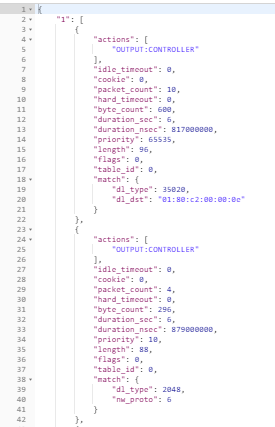 1 {
2 "1": [
3 {
4 "actions": [
5 "OUTPUT:CONTROLLER"
6 ],
7 "idle_timeout": 0,
8 "cookie": 0,
9 "packet_count": 10,
10 "hard_timeout": 0,
11 "byte_count": 600,
12 "duration_sec": 6,
13 "duration_nsec": 817000000,
14 "priority": 65535,
15 "length": 96,
16 "flags": 0,
17 "table_id": 0,
18 "match": {
19 "dl_type": 35020,
20 "dl_dst": "01:80:c2:00:00:0e"
21 }
22 },
23 {
24 "actions": [
25 "OUTPUT:CONTROLLER"
26 ],
27 "idle_timeout": 0,
28 "cookie": 0,
29 "packet_count": 4,
30 "hard_timeout": 0,
31 "byte_count": 296,
32 "duration_sec": 6,
33 "duration_nsec": 879000000,
34 "priority": 10,
35 "length": 88,
36 "flags": 0,
37 "table_id": 0,
38 "match": {
39 "dl_type": 2048,
40 "nw_proto": 6
41 }
42 },